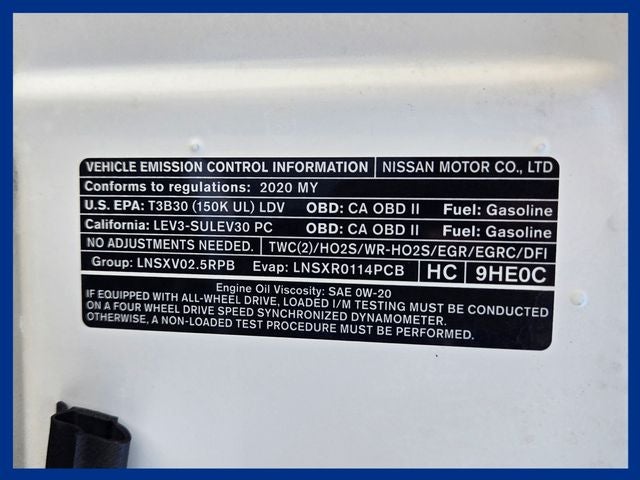 VEHICLE EMISSION CONTROL INFORMATION NISSAN MOTOR CO., LTD
Conforms to regulations: 2020 MY
U.S. EPA: T3B30 (150K UL) LDV OBD: CA OBD II Fuel: Gasoline
California: LEV3-SULEV30 PC OBD: CA OBD II Fuel: Gasoline
NO ADJUSTMENTS NEEDED. TWC(2)/HO2S/WR-HO2S/EGR/EGRC/DFI
Group: LNSXV02.5RPB Evap: LNSXR0114PCB HC 9HE0C
Engine Oil Viscosity: SAE 0W-20
IF EQUIPPED WITH ALL-WHEEL DRIVE, LOADED I/M TESTING MUST BE CONDUCTED
ON A FOUR WHEEL DRIVE SPEED SYNCHRONIZED DYNAMOMETER.
OTHERWISE, A NON-LOADED TEST PROCEDURE MUST BE PERFORMED.